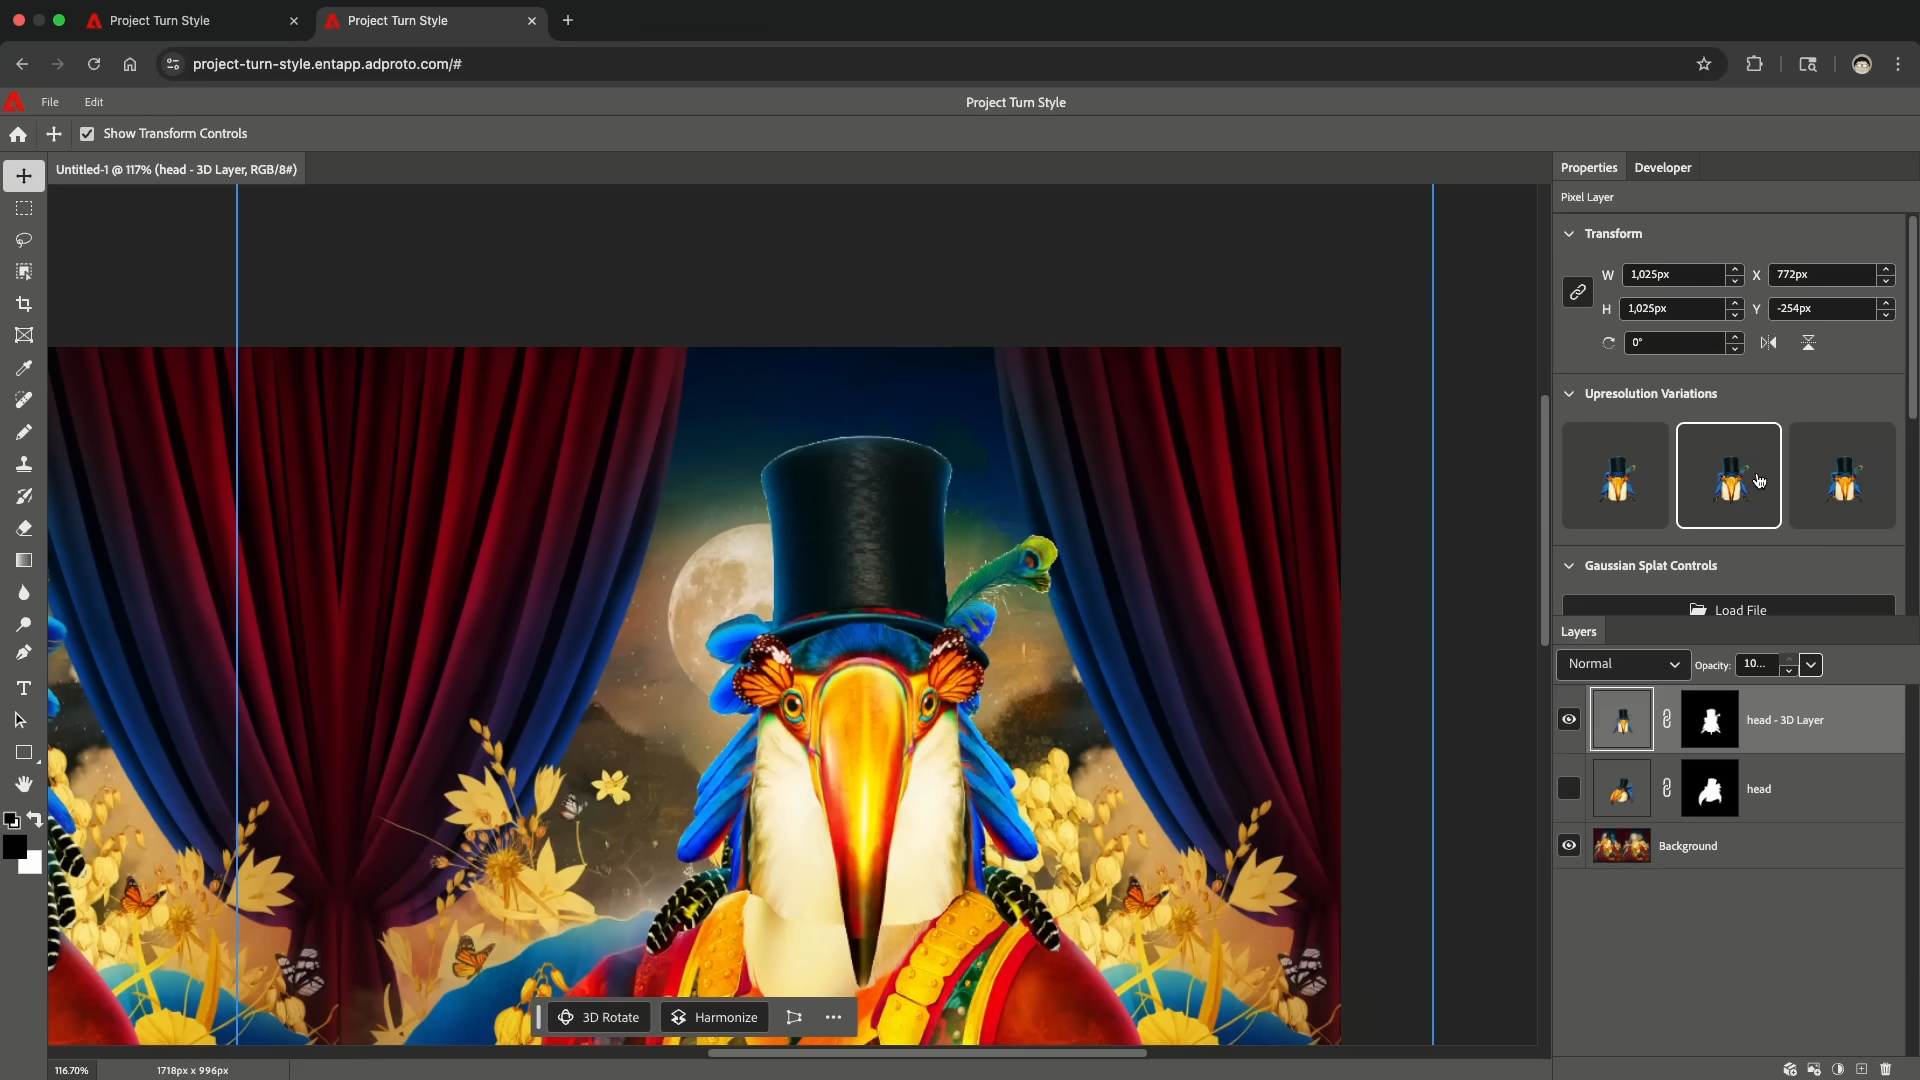 Project Turn Style
Project Turn Style
project-turn-style.entapp.adproto.com/#
File Edit Project Turn Style
Show Transform Controls
Untitled-1 @ 117% (head - 3D Layer, RGB/8#)
Properties Developer
Pixel Layer
Transform
W 1,025px X 772px
H 1,025px Y -254px
0°
Upresolution Variations
Gaussian Splat Controls
Load File
Layers
Normal Opacity: 10...
head - 3D Layer
head
Background
3D Rotate Harmonize
116.70% 1718px x 996px